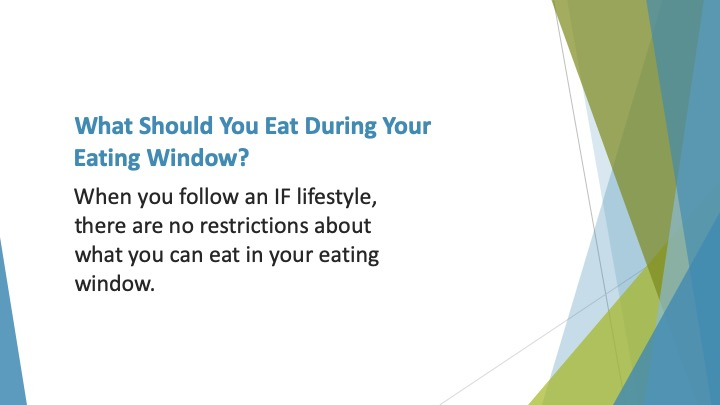 What Should You Eat During Your
Eating Window?
When you follow an IF lifestyle,
there are no restrictions about
what you can eat in your eating
window.